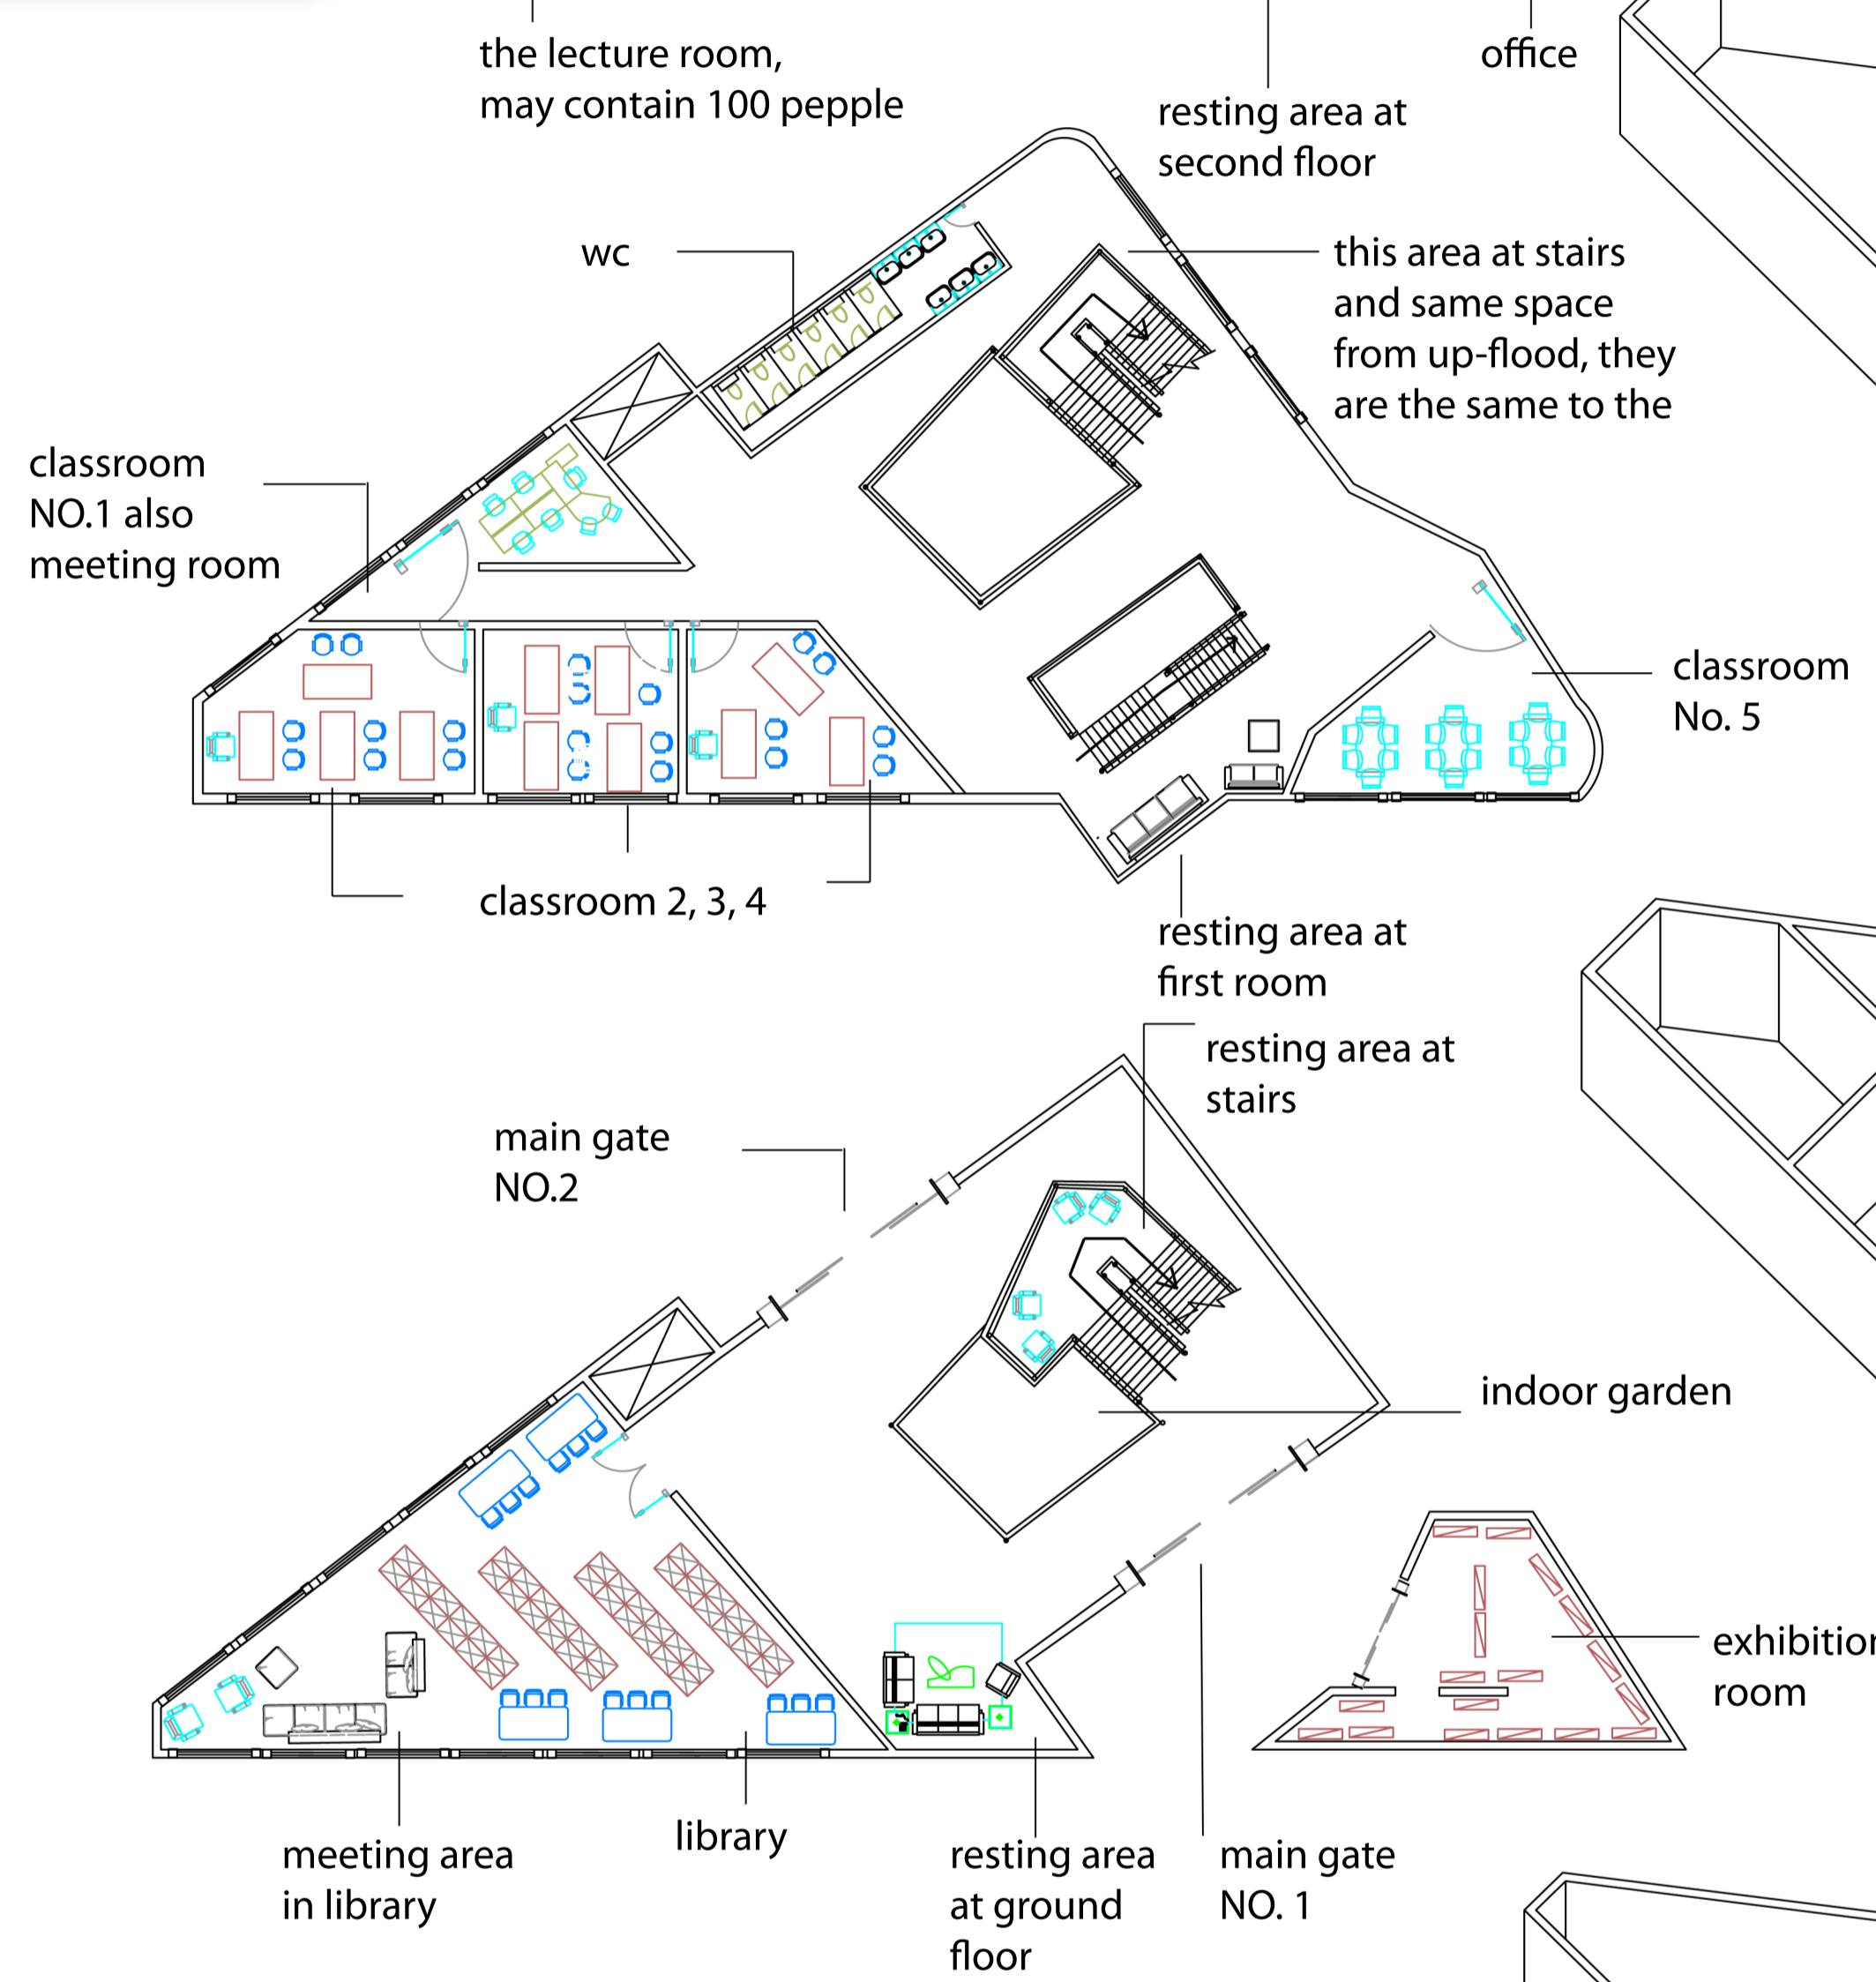 the lecture room,
may contain 100 pepple
resting area at
second floor
office
wc
this area at stairs
and same space
from up-flood, they
are the same to the
classroom
NO.1 also
meeting room
classroom
No. 5
classroom 2, 3, 4
resting area at
first room
resting area at
stairs
main gate
NO.2
indoor garden
exhibition
room
meeting area
in library
library
resting area
at ground
floor
main gate
NO. 1